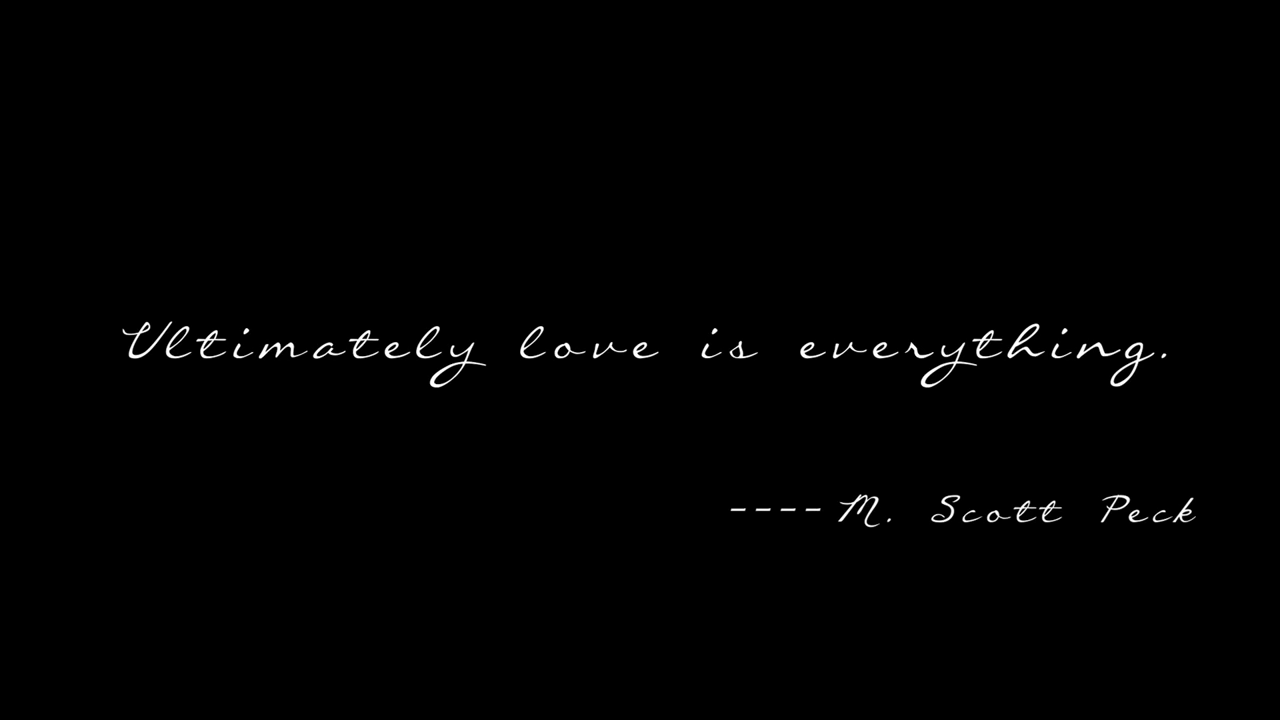 Ultimately love is everything.
---- M. Scott Peck